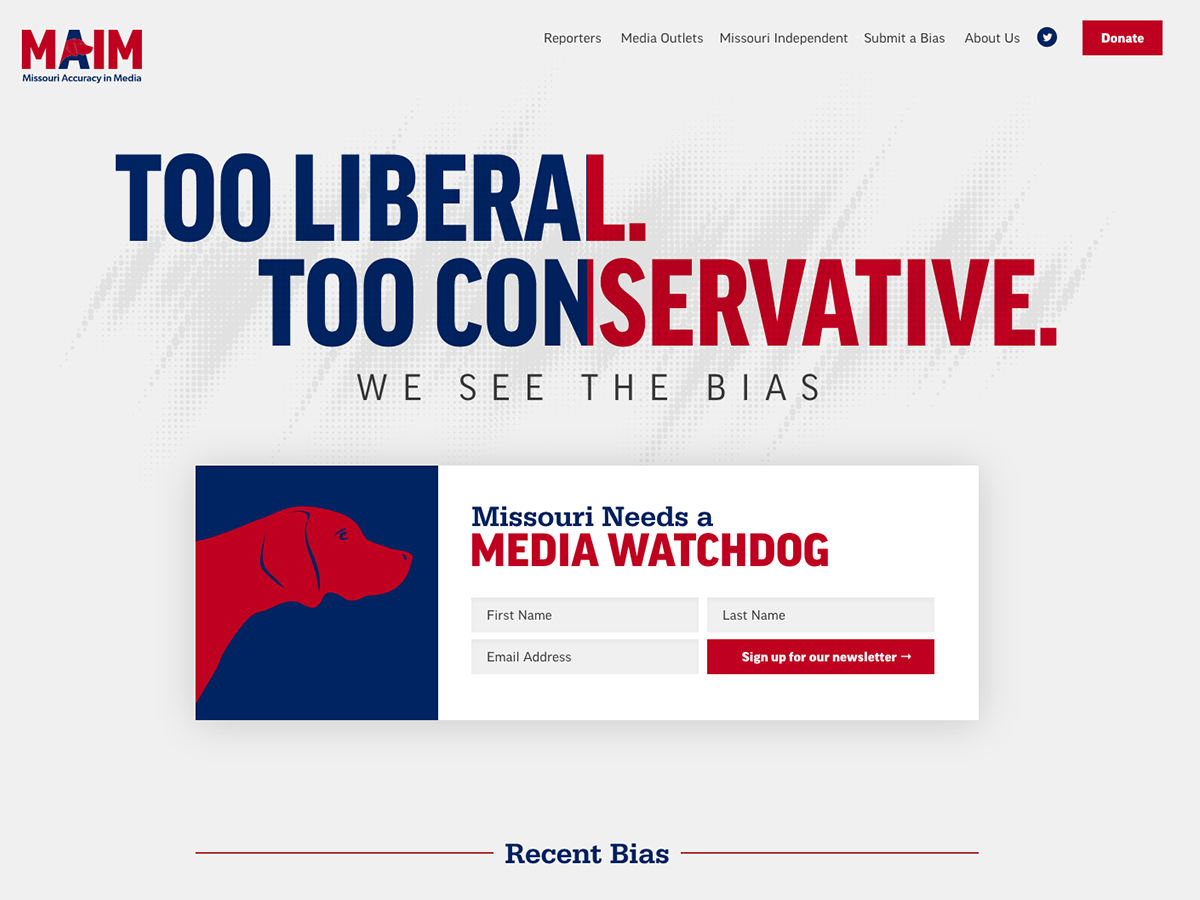 MAIM
Missouri Accuracy in Media
Reporters Media Outlets Missouri Independent Submit a Bias About Us Donate
TOO LIBERAL.
TOO CONSERVATIVE.
WE SEE THE BIAS
Missouri Needs a
MEDIA WATCHDOG
First Name Last Name
Email Address Sign up for our newsletter →
Recent Bias